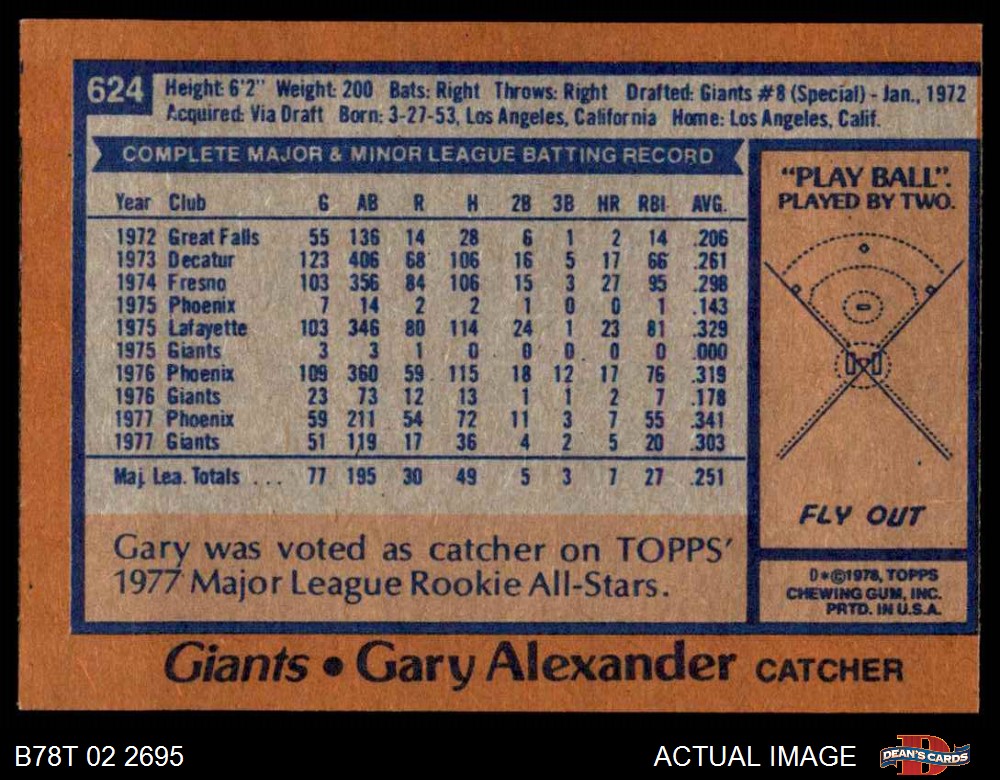 624
Height: 6'2" Weight: 200 Bats: Right Throws: Right Drafted: Giants #8 (Special) - Jan., 1972
Acquired: Via Draft Born: 3-27-53, Los Angeles, California Home: Los Angeles, Calif.
COMPLETE MAJOR & MINOR LEAGUE BATTING RECORD
Year Club G AB R H 2B 3B HR RBI AVG.
1972 Great Falls 55 136 14 28 6 1 2 14 .206
1973 Decatur 123 406 68 106 16 5 17 66 .261
1974 Fresno 103 356 84 106 15 3 27 95 .298
1975 Phoenix 7 14 2 2 1 0 0 1 .143
1975 Lafayette 103 346 80 114 24 1 23 81 .329
1975 Giants 3 3 1 0 0 0 0 0 .000
1976 Phoenix 109 360 59 115 18 12 17 76 .319
1976 Giants 23 73 12 13 1 1 2 7 .178
1977 Phoenix 59 211 54 72 11 3 7 55 .341
1977 Giants 51 119 17 36 4 2 5 20 .303
Maj. Lea. Totals ... 77 195 30 49 5 3 7 27 .251
Gary was voted as catcher on TOPPS'
1977 Major League Rookie All-Stars.
"PLAY BALL".
PLAYED BY TWO.
FLY OUT
D*©1978, TOPPS
CHEWING GUM, INC.
PRTD. IN U.S.A.
Giants • Gary Alexander CATCHER
B78T 02 2695
ACTUAL IMAGE
DEAN'S CARDS